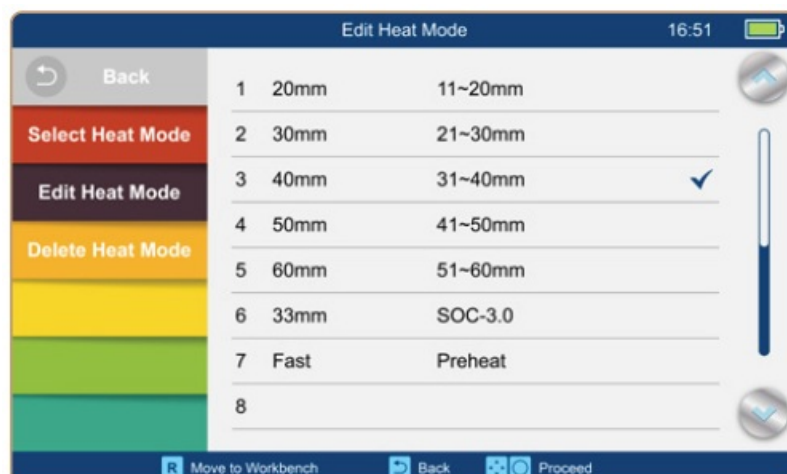 Edit Heat Mode 16:51
Back
Select Heat Mode
Edit Heat Mode
Delete Heat Mode
1 20mm 11~20mm
2 30mm 21~30mm
3 40mm 31~40mm
4 50mm 41~50mm
5 60mm 51~60mm
6 33mm SOC-3.0
7 Fast Preheat
8
R Move to Workbench Back Proceed